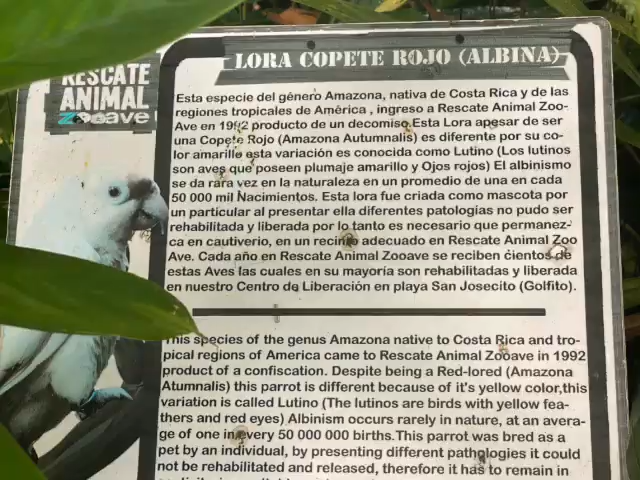 RESCATE
ANIMAL
zooave
LORA COPETE ROJO (ALBINA)
Esta especie del género Amazona, nativa de Costa Rica y de las
regiones tropicales de América , ingreso a Rescate Animal Zoo-
Ave en 1992 producto de un decomiso.Esta Lora apesar de ser
una Copete Rojo (Amazona Autumnalis) es diferente por su co-
lor amarillo esta variación es conocida como Lutino (Los lutinos
son aves que poseen plumaje amarillo y Ojos rojos) El albinismo
se da rara vez en la naturaleza en un promedio de una en cada
50 000 mil Nacimientos. Esta lora fue criada como mascota por
un particular al presentar ella diferentes patologías no pudo ser
rehabilitada y liberada por lo tanto es necesario que permanez-
ca en cautiverio, en un recinto adecuado en Rescate Animal Zoo
Ave. Cada año en Rescate Animal Zooave se reciben cientos de
estas Aves las cuales en su mayoría son rehabilitadas y liberada
en nuestro Centro de Liberación en playa San Josecito (Golfito).
This species of the genus Amazona native to Costa Rica and tro-
pical regions of America came to Rescate Animal Zooave in 1992
product of a confiscation. Despite being a Red-lored (Amazona
Atumnalis) this parrot is different because of it's yellow color,this
variation is called Lutino (The lutinos are birds with yellow fea-
thers and red eyes) Albinism occurs rarely in nature, at an avera-
ge of one in every 50 000 000 births.This parrot was bred as a
pet by an individual, by presenting different pathologies it could
not be rehabilitated and released, therefore it has to remain in